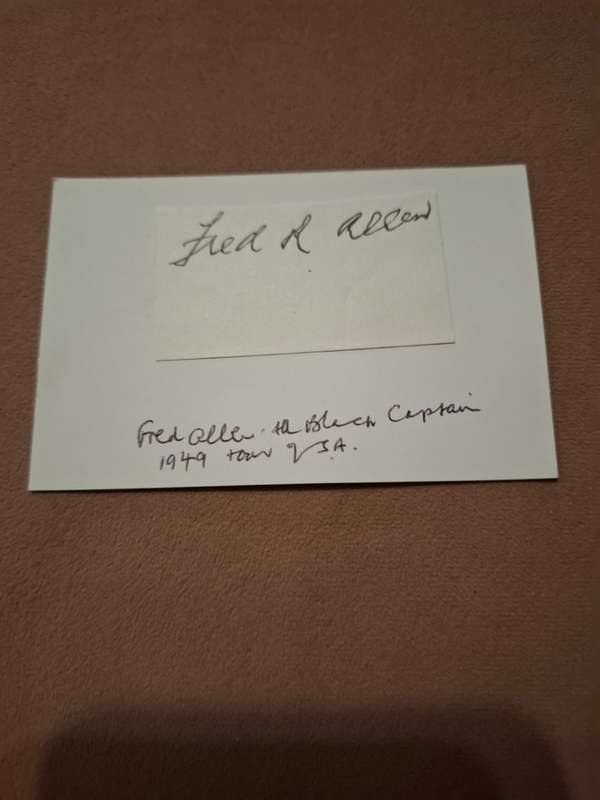 Fred R Allen
Fred Allen. All Black Captain
1949 tour of S.A.